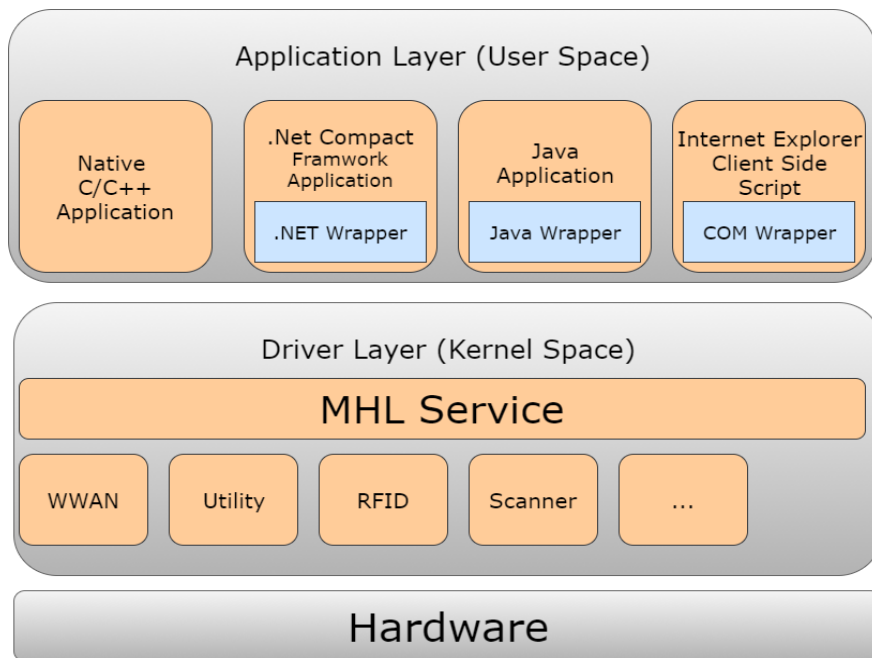 Application Layer (User Space)
Native
C/C++
Application
.Net Compact
Framwork
Application
.NET Wrapper
Java
Application
Java Wrapper
Internet Explorer
Client Side
Script
COM Wrapper
Driver Layer (Kernel Space)
MHL Service
WWAN
Utility
RFID
Scanner
...
Hardware